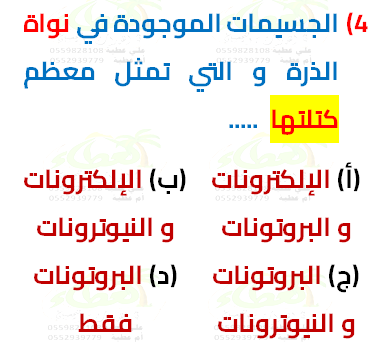 4) الجسيمات الموجودة في نواة
الذرة و التي تمثل معظم
كتلتها .....
(أ) الإلكترونات (ب) الإلكترونات
و البروتونات و النيوترونات
(ج) البروتونات (د) البروتونات
و النيوترونات فقط